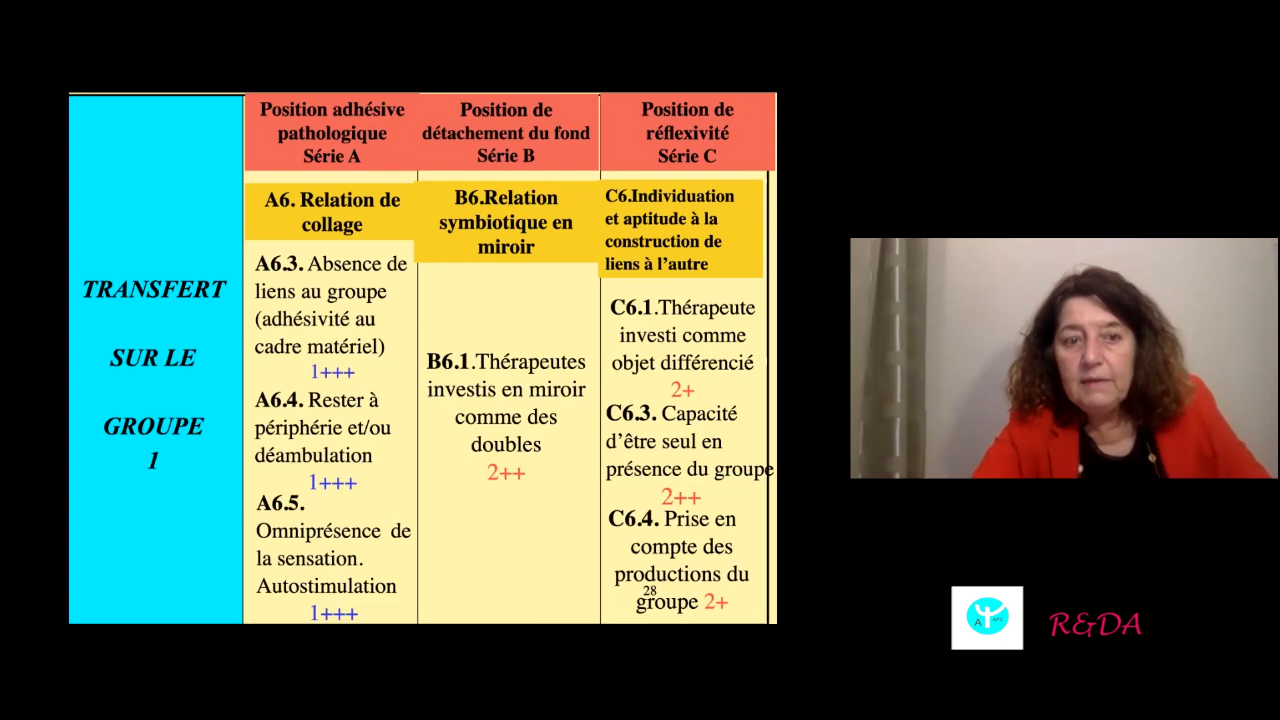 TRANSFERT
SUR LE
GROUPE
1
Position adhésive
pathologique
Série A
A6. Relation de
collage
A6.3. Absence de
liens au groupe
(adhésivité au
cadre matériel)
1+++
A6.4. Rester à
périphérie et/ou
déambulation
1+++
A6.5.
Omniprésence de
la sensation.
Autostimulation
1+++
Position de
détachement du fond
Série B
B6.Relation
symbiotique en
miroir
B6.1.Thérapeutes
investis en miroir
comme des
doubles
2++
Position de
réflexivité
Série C
C6.Individuation
et aptitude à la
construction de
liens à l’autre
C6.1.Thérapeute
investi comme
objet différencié
2+
C6.3. Capacité
d’être seul en
présence du groupe
2++
C6.4. Prise en
compte des
productions du
28
groupe 2+
R&DA